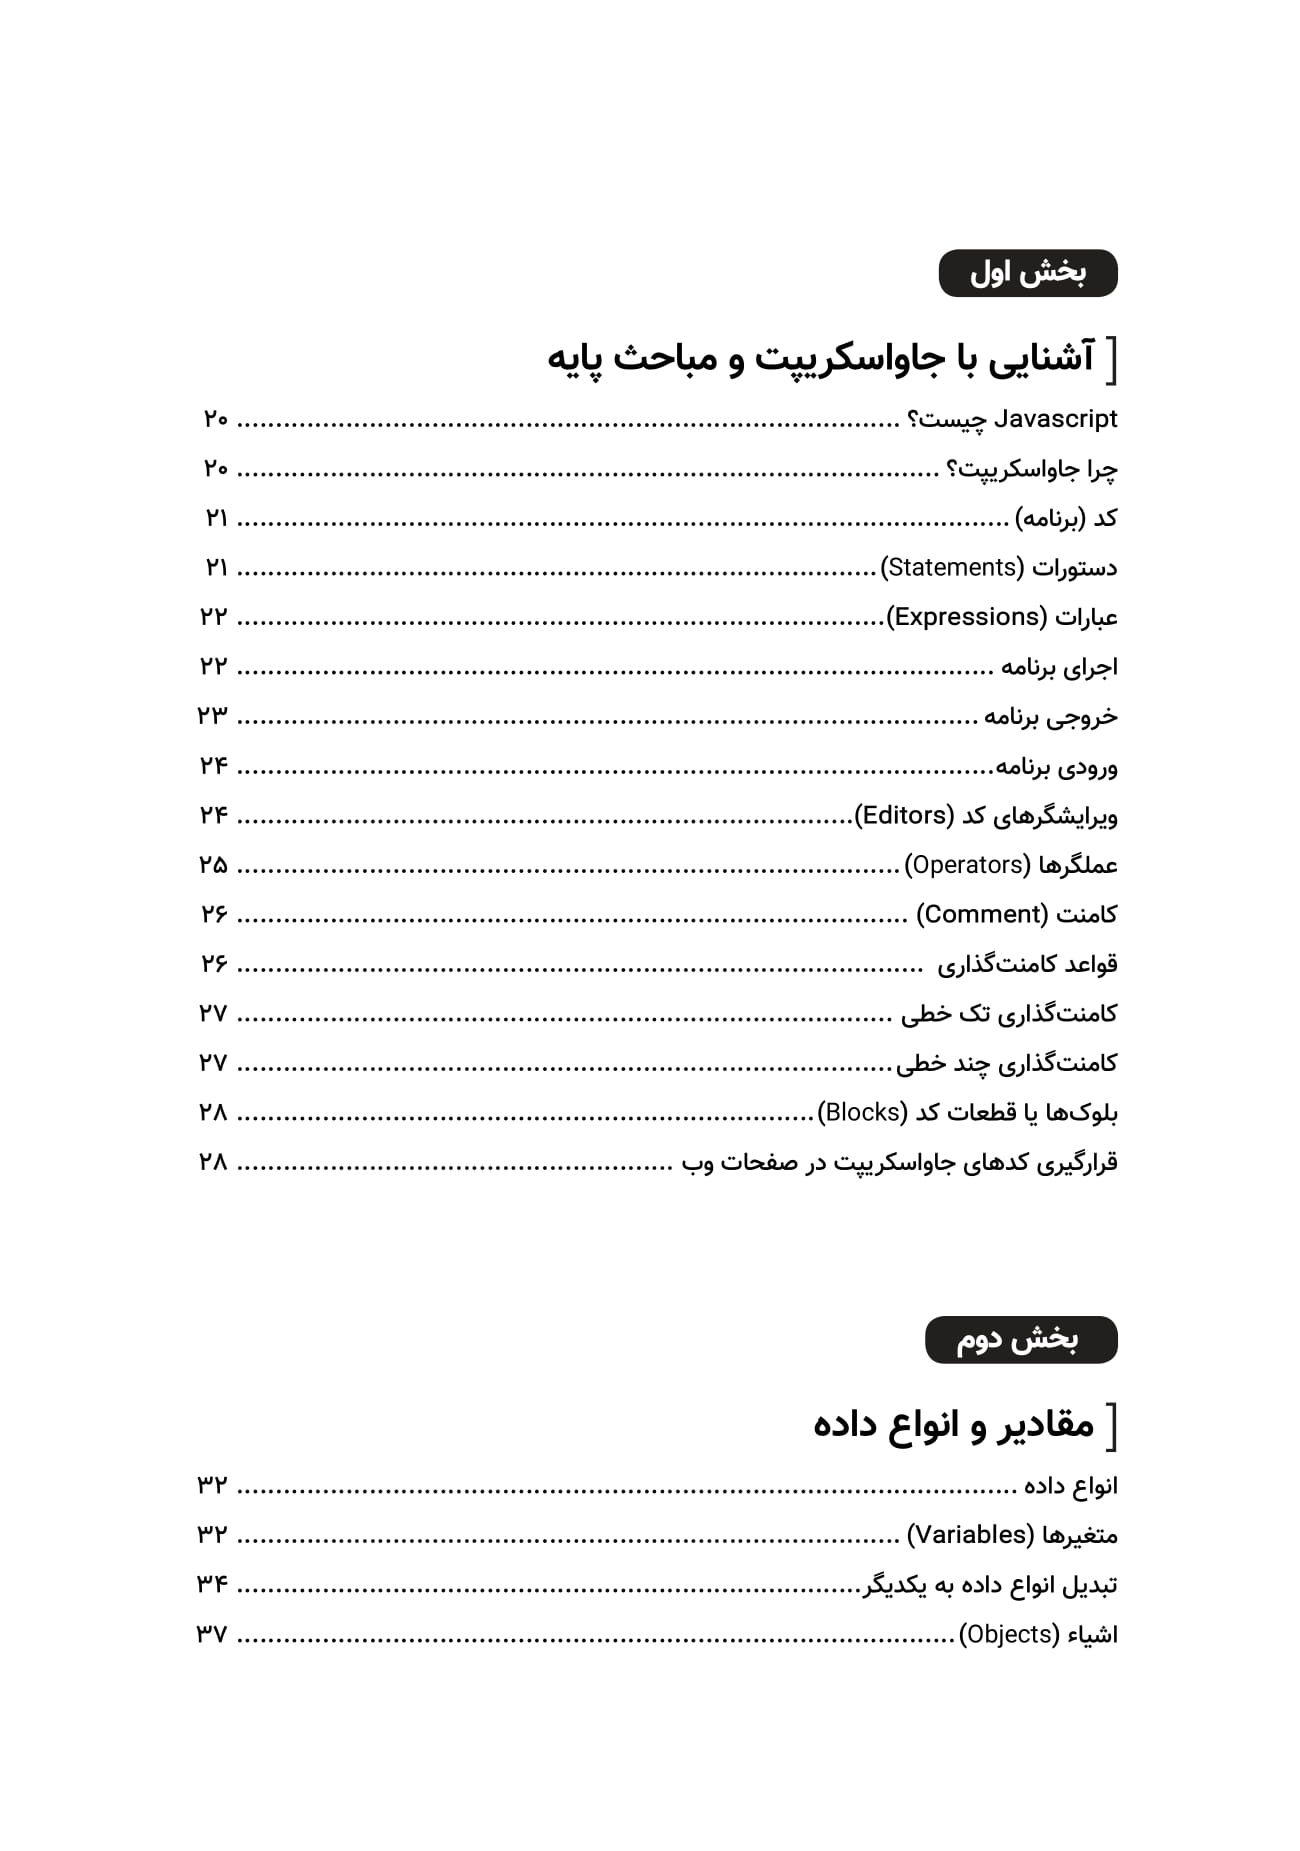 بخش اول
آشنایی با جاواسکریپت و مباحث پایه
Javascript چیست؟ ..................................................................................... ۲۰
چرا جاواسکریپت؟ .......................................................................................... ۲۰
کد (برنامه) ................................................................................................... ۲۱
دستورات (Statements) .................................................................................. ۲۱
عبارات (Expressions) ................................................................................... ۲۲
اجرای برنامه ................................................................................................. ۲۲
خروجی برنامه ............................................................................................... ۲۳
ورودی برنامه ................................................................................................. ۲۴
ویرایشگرهای کد (Editors) ............................................................................... ۲۴
عملگرها (Operators) ..................................................................................... ۲۵
کامنت (Comment) ...................................................................................... ۲۶
قواعد کامنت‌گذاری ........................................................................................ ۲۶
کامنت‌گذاری تک خطی .................................................................................... ۲۷
کامنت‌گذاری چند خطی .................................................................................... ۲۷
بلوک‌ها یا قطعات کد (Blocks) .......................................................................... ۲۸
قرارگیری کدهای جاواسکریپت در صفحات وب ........................................................ ۲۸
بخش دوم
مقادیر و انواع داده
انواع داده .................................................................................................... ۳۲
متغیرها (Variables) ..................................................................................... ۳۲
تبدیل انواع داده به یکدیگر ................................................................................ ۳۴
اشیاء (Objects) ............................................................................................ ۳۷